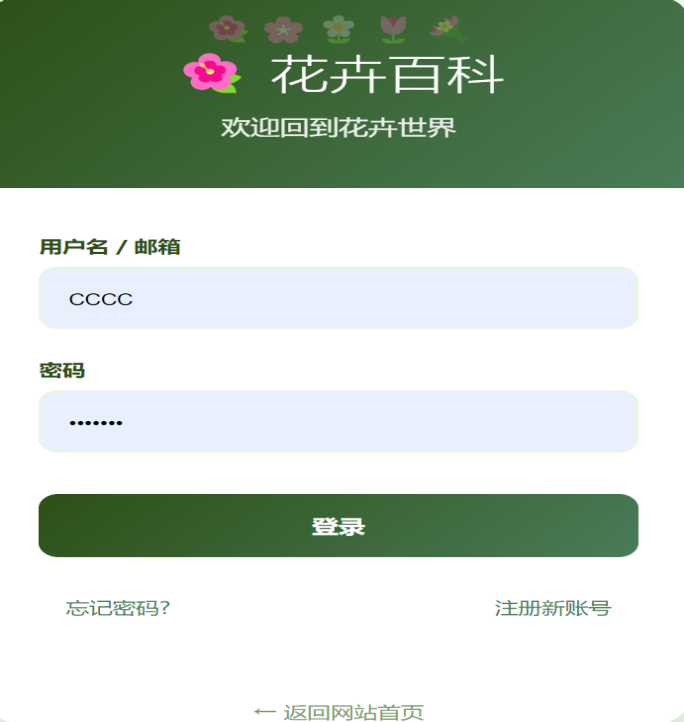 花卉百科
欢迎回到花卉世界
用户名 / 邮箱
CCCC
密码
•••••••
登录
忘记密码?
注册新账号
← 返回网站首页